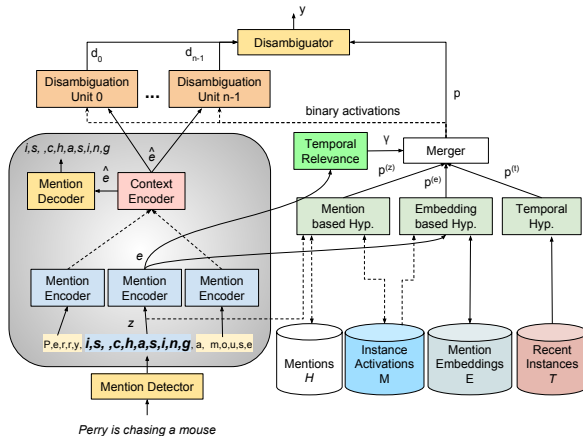 y
Disambiguator
d0
dn-1
Disambiguation
Unit 0
...
Disambiguation
Unit n-1
binary activations
p
i,s, ,c,h,a,s,i,n,g
ê
ê
Mention
Decoder
Context
Encoder
Temporal
Relevance
γ
Merger
p(z)
p(e)
p(t)
Mention
based Hyp.
Embedding
based Hyp.
Temporal
Hyp.
e
Mention
Encoder
Mention
Encoder
Mention
Encoder
z
P,e,r,r,y, i,s, ,c,h,a,s,i,n,g, a, m,o,u,s,e
Mentions
H
Instance
Activations
M
Mention
Embeddings
E
Recent
Instances
T
Mention Detector
Perry is chasing a mouse